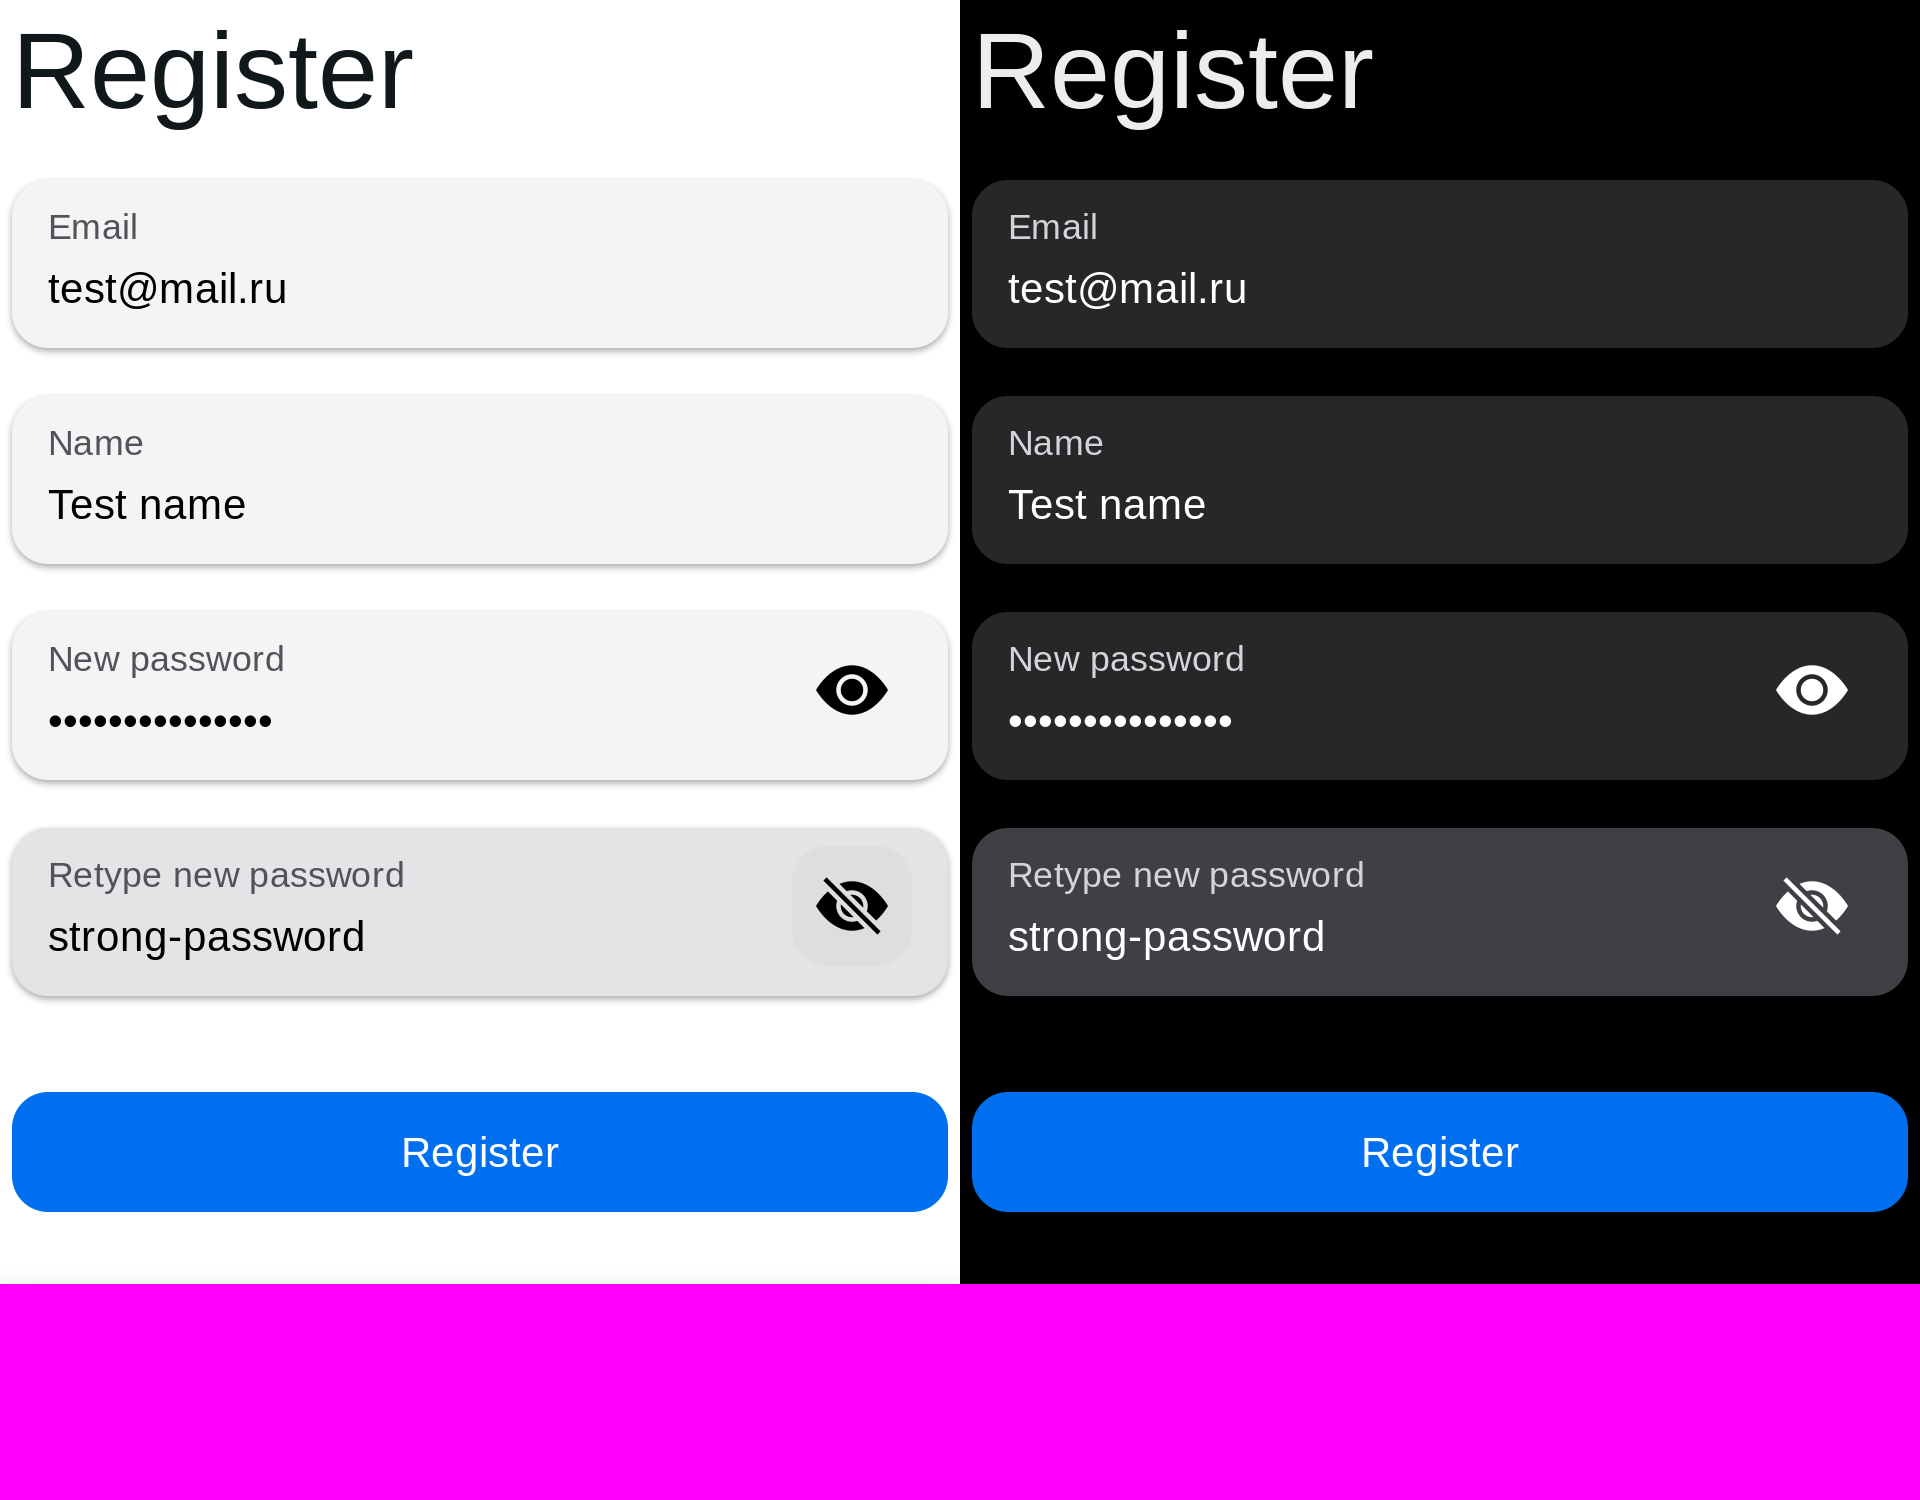 Register
Email
test@mail.ru
Name
Test name
New password
•••••••••••••••
Retype new password
strong-password
Register
Register
Email
test@mail.ru
Name
Test name
New password
•••••••••••••••
Retype new password
strong-password
Register